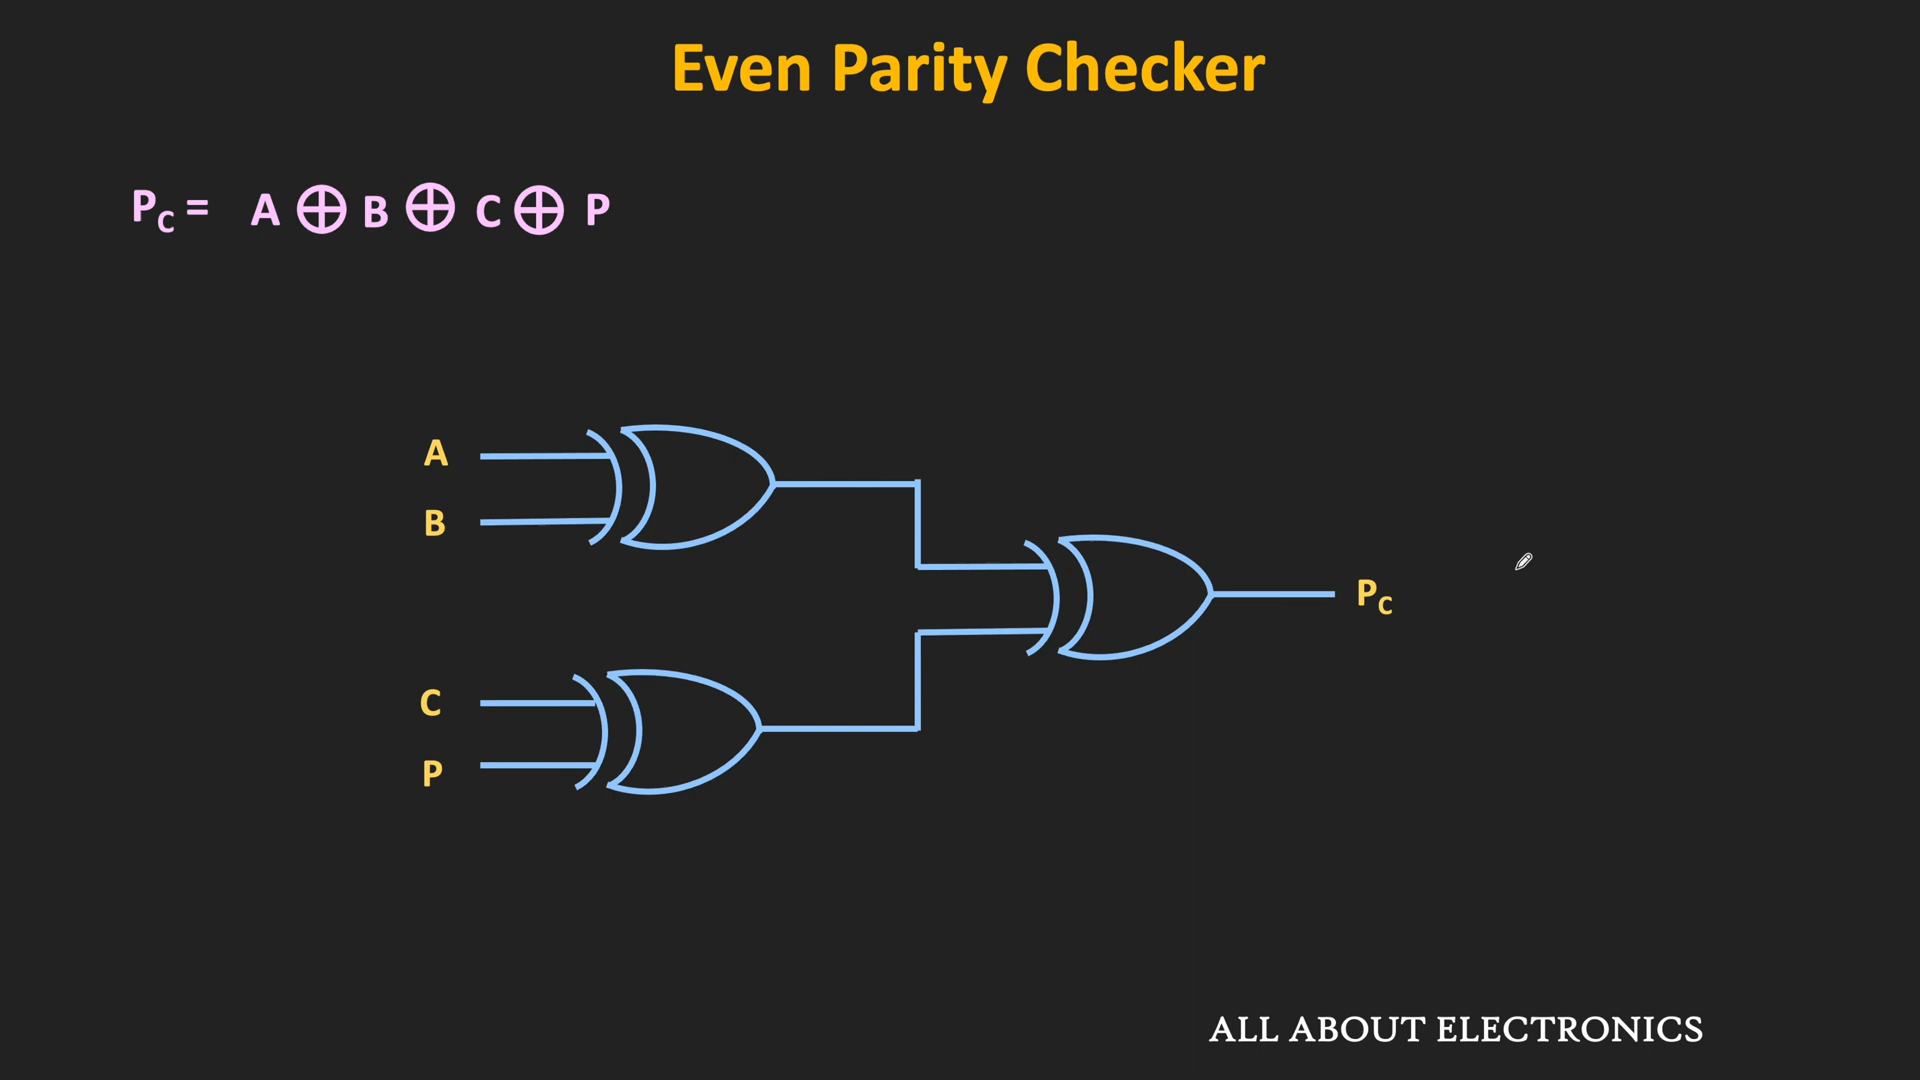 Even Parity Checker
P_C = A ⊕ B ⊕ C ⊕ P
A
B
P_C
C
P
ALL ABOUT ELECTRONICS